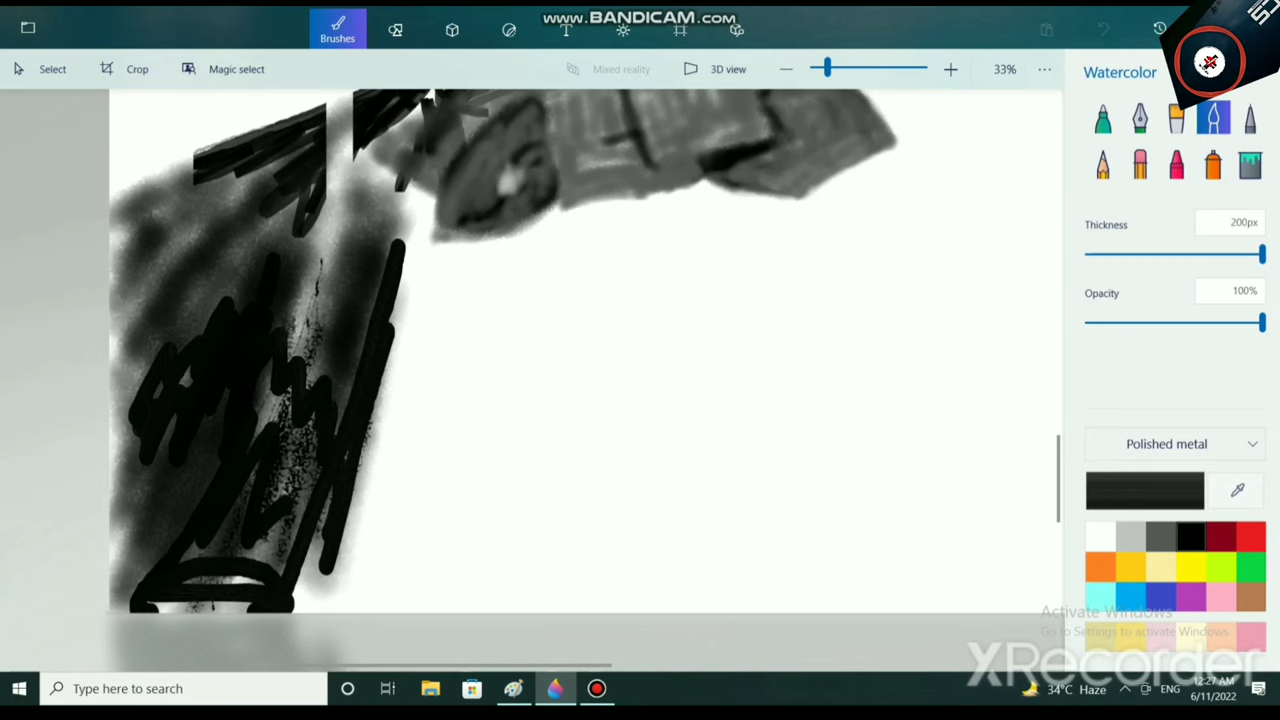 www.BANDICAM.com
CS
Brushes
Select
Crop
Magic select
Mixed reality
3D view
33%
Watercolor
Thickness
200px
Opacity
100%
Polished metal
Activate Windows
Go to Settings to activate Windows.
XRecorder
Type here to search
34°C Haze
ENG
12:27 AM
6/11/2022